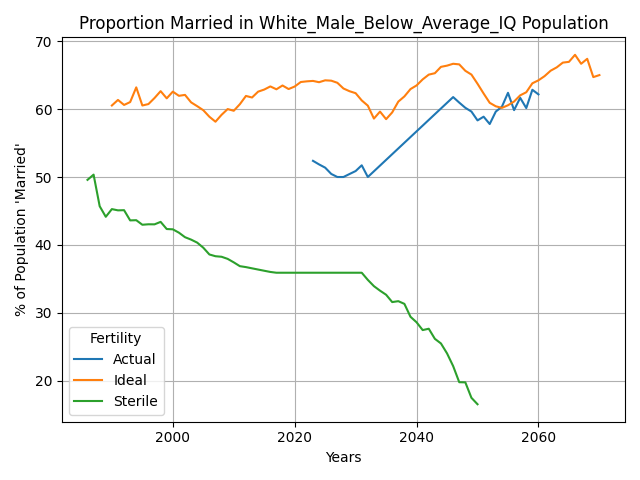 Proportion Married in White_Male_Below_Average_IQ Population
% of Population 'Married'
70
60
50
40
30
20
Fertility
Actual
Ideal
Sterile
2000 2020 2040 2060
Years